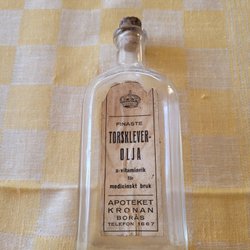 FINASTE
TORSKLEVER-
OLJA
a-vitaminrik
för
medicinskt bruk
APOTEKET
KRONAN
BORÅS
TELEFON 1667